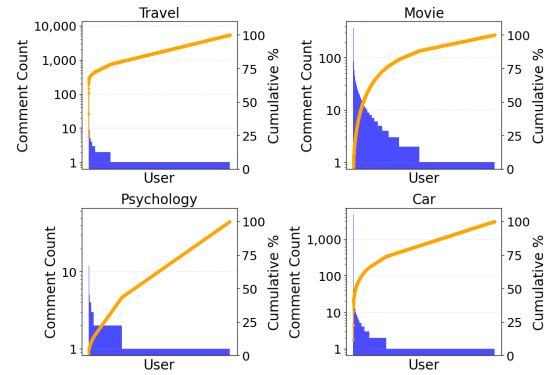 Travel
Movie
10,000
1,000
100
10
1
Comment Count
100
75
50
25
0
Cumulative %
User
100
10
1
Comment Count
100
75
50
25
0
Cumulative %
User
Psychology
Car
10
1
Comment Count
100
75
50
25
0
Cumulative %
User
1,000
100
10
1
Comment Count
100
75
50
25
0
Cumulative %
User